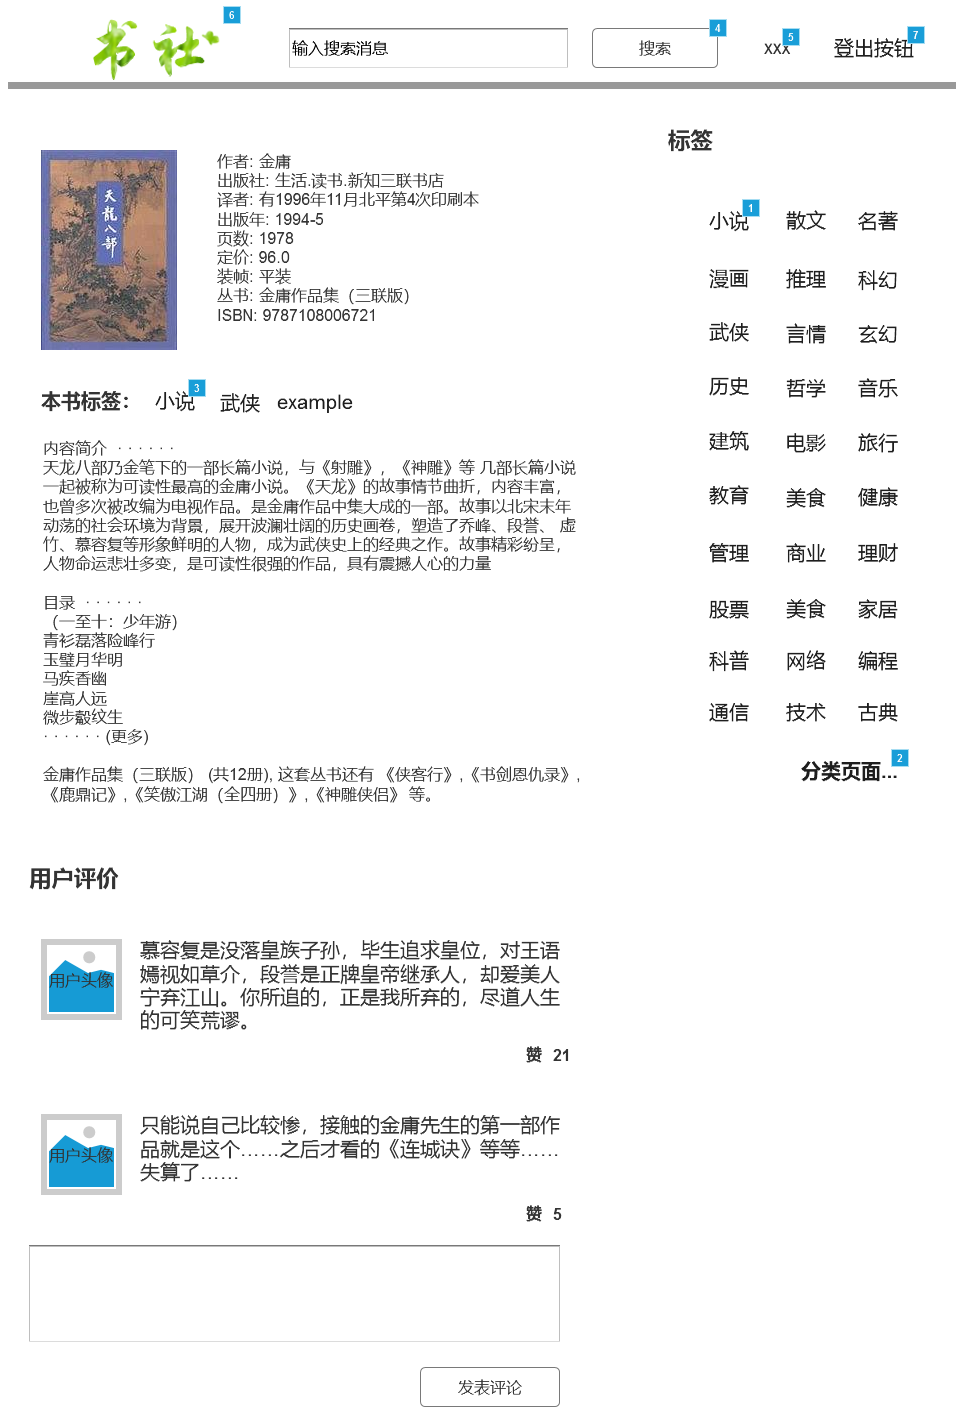 书社
6
输入搜索消息
搜索
4
xxx
5
登出按钮
7
天龍八部
作者: 金庸
出版社: 生活.读书.新知三联书店
译者: 有1996年11月北平第4次印刷本
出版年: 1994-5
页数: 1978
定价: 96.0
装帧: 平装
丛书: 金庸作品集（三联版）
ISBN: 9787108006721
本书标签：
小说
3
武侠
example
内容简介 · · · · · ·
天龙八部乃金笔下的一部长篇小说，与《射雕》，《神雕》等 几部长篇小说
一起被称为可读性最高的金庸小说。《天龙》的故事情节曲折，内容丰富，
也曾多次被改编为电视作品。是金庸作品中集大成的一部。故事以北宋末年
动荡的社会环境为背景，展开波澜壮阔的历史画卷，塑造了乔峰、段誉、 虚
竹、慕容复等形象鲜明的人物，成为武侠史上的经典之作。故事精彩纷呈，
人物命运悲壮多变，是可读性很强的作品，具有震撼人心的力量
目录 · · · · · ·
（一至十：少年游）
青衫磊落险峰行
玉璧月华明
马疾香幽
崖高人远
微步縠纹生
· · · · · · (更多)
金庸作品集（三联版） (共12册), 这套丛书还有 《侠客行》,《书剑恩仇录》,
《鹿鼎记》,《笑傲江湖（全四册）》,《神雕侠侣》 等。
标签
小说 散文 名著
1
漫画 推理 科幻
武侠 言情 玄幻
历史 哲学 音乐
建筑 电影 旅行
教育 美食 健康
管理 商业 理财
股票 美食 家居
科普 网络 编程
通信 技术 古典
分类页面...
2
用户评价
用户头像
慕容复是没落皇族子孙，毕生追求皇位，对王语
嫣视如草介，段誉是正牌皇帝继承人，却爱美人
宁弃江山。你所追的，正是我所弃的，尽道人生
的可笑荒谬。
赞 21
用户头像
只能说自己比较惨，接触的金庸先生的第一部作
品就是这个……之后才看的《连城诀》等等……
失算了……
赞 5
发表评论